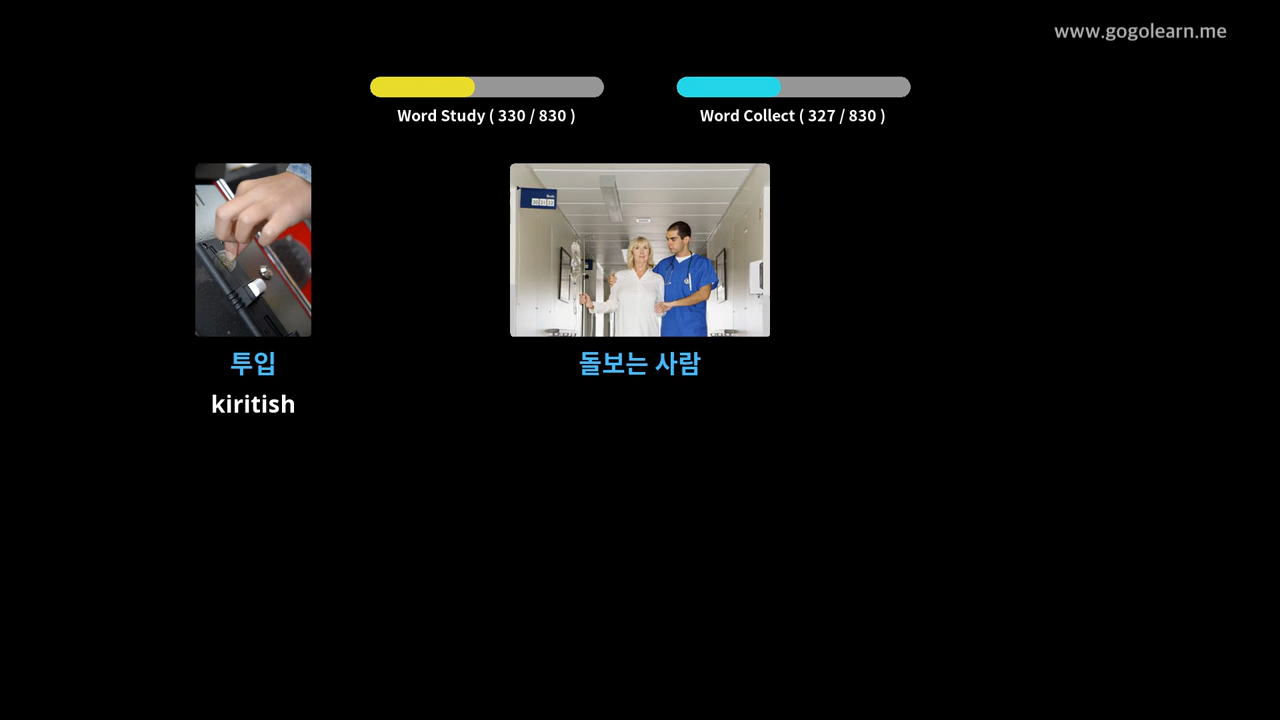 www.gogolearn.me
Word Study ( 330 / 830 )
Word Collect ( 327 / 830 )
투입
돌보는 사람
kiritish